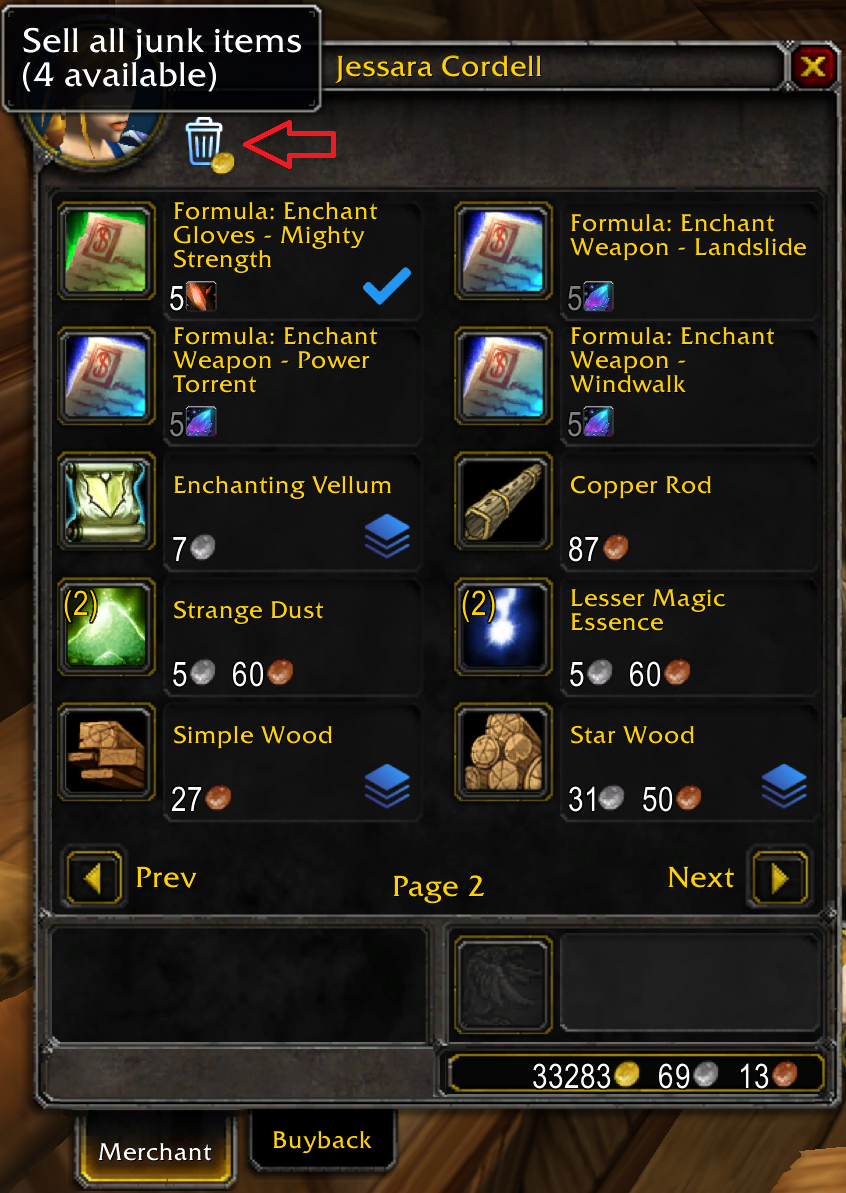 Sell all junk items
(4 available)
Jessara Cordell
Formula: Enchant
Gloves - Mighty
Strength
5
Formula: Enchant
Weapon - Landslide
5
Formula: Enchant
Weapon - Power
Torrent
5
Formula: Enchant
Weapon -
Windwalk
5
Enchanting Vellum
7
Copper Rod
87
(2)
Strange Dust
5 60
(2)
Lesser Magic
Essence
5 60
Simple Wood
27
Star Wood
31 50
Prev
Page 2
Next
33283 69 13
Merchant
Buyback